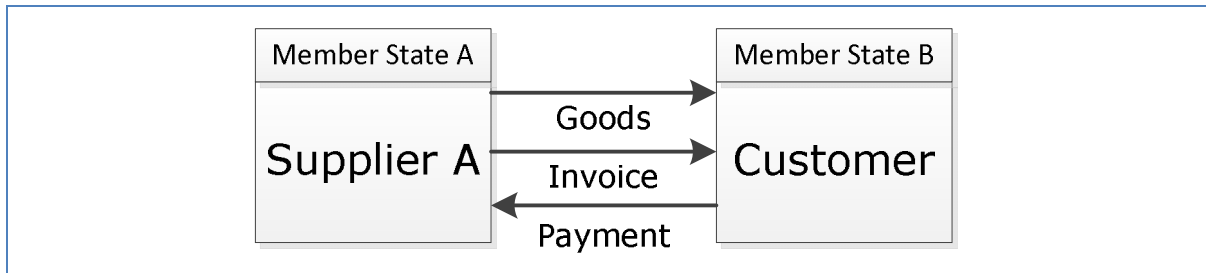 Member State A
Member State B
Goods
Supplier A
Customer
Invoice
Payment